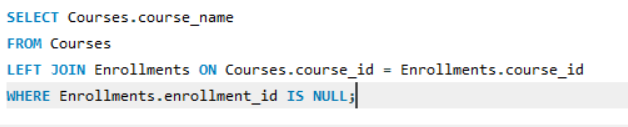 SELECT Courses.course_name
FROM Courses
LEFT JOIN Enrollments ON Courses.course_id = Enrollments.course_id
WHERE Enrollments.enrollment_id IS NULL;